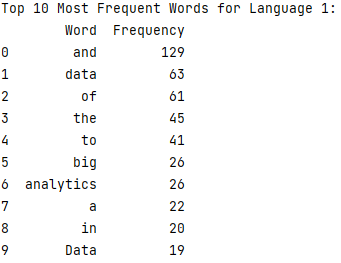 Top 10 Most Frequent Words for Language 1:
        Word  Frequency
0        and        129
1       data         63
2         of         61
3        the         45
4         to         41
5        big         26
6  analytics         26
7          a         22
8         in         20
9       Data         19